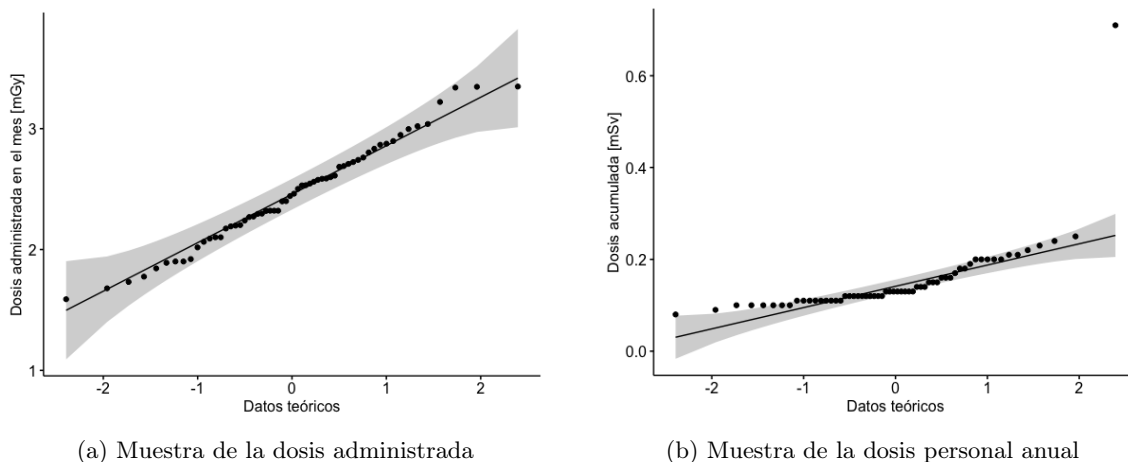 Dosis administrada en el mes [mGy]
3
2
1
-2 -1 0 1 2
Datos teóricos
(a) Muestra de la dosis administrada
Dosis acumulada [mSv]
0.6
0.4
0.2
0.0
-2 -1 0 1 2
Datos teóricos
(b) Muestra de la dosis personal anual